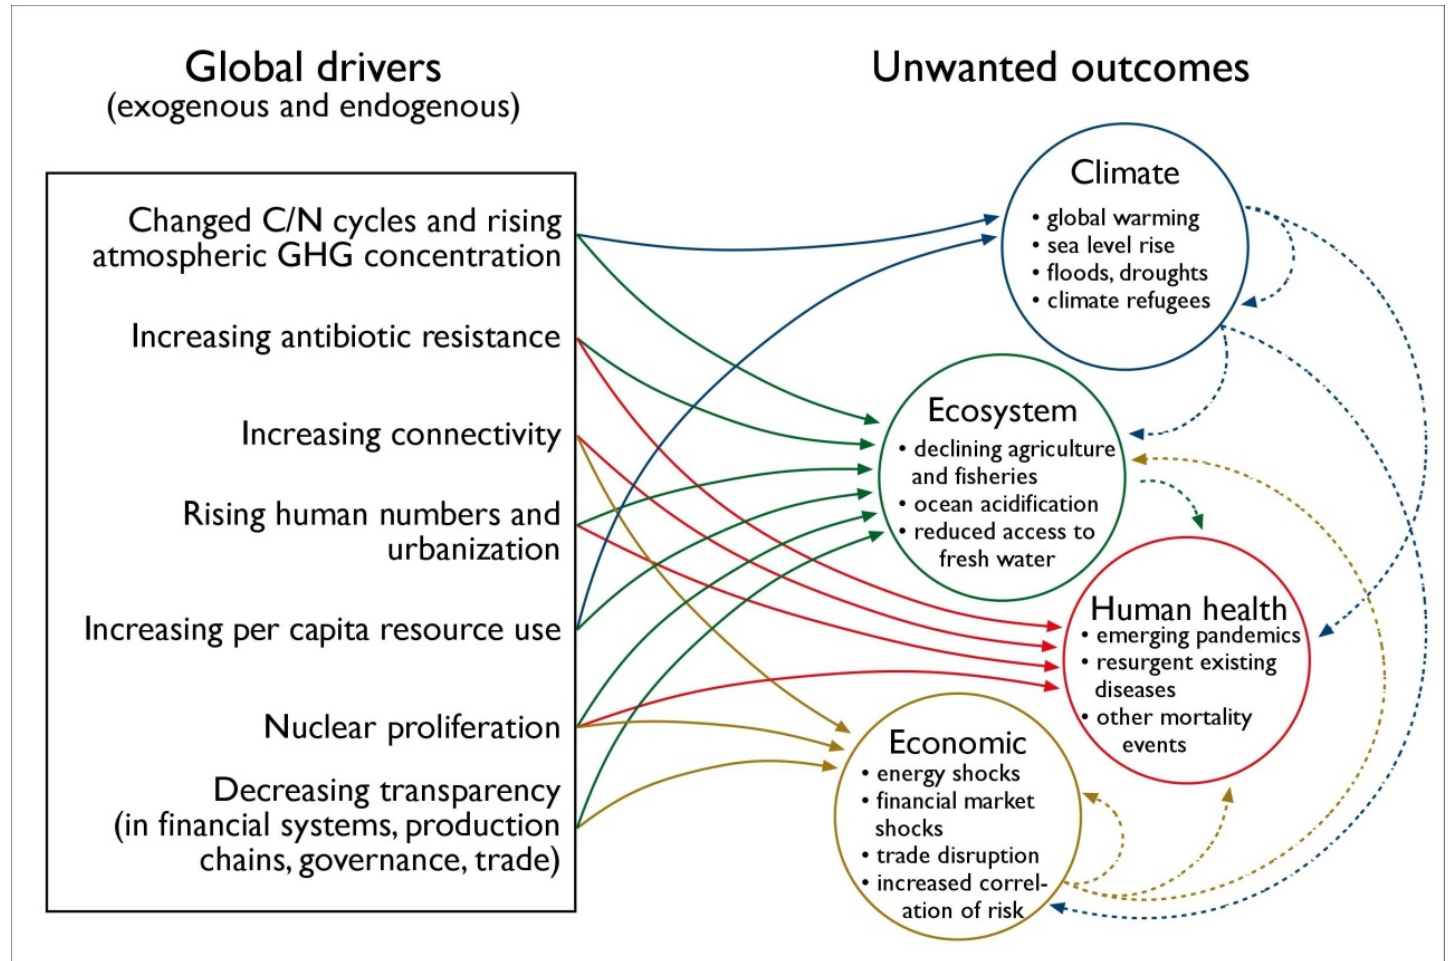 Global drivers
(exogenous and endogenous)
Changed C/N cycles and rising
atmospheric GHG concentration
Increasing antibiotic resistance
Increasing connectivity
Rising human numbers and
urbanization
Increasing per capita resource use
Nuclear proliferation
Decreasing transparency
(in financial systems, production
chains, governance, trade)
Unwanted outcomes
Climate
• global warming
• sea level rise
• floods, droughts
• climate refugees
Ecosystem
• declining agriculture
and fisheries
• ocean acidification
• reduced access to
fresh water
Human health
• emerging pandemics
• resurgent existing
diseases
• other mortality
events
Economic
• energy shocks
• financial market
shocks
• trade disruption
• increased correl-
ation of risk